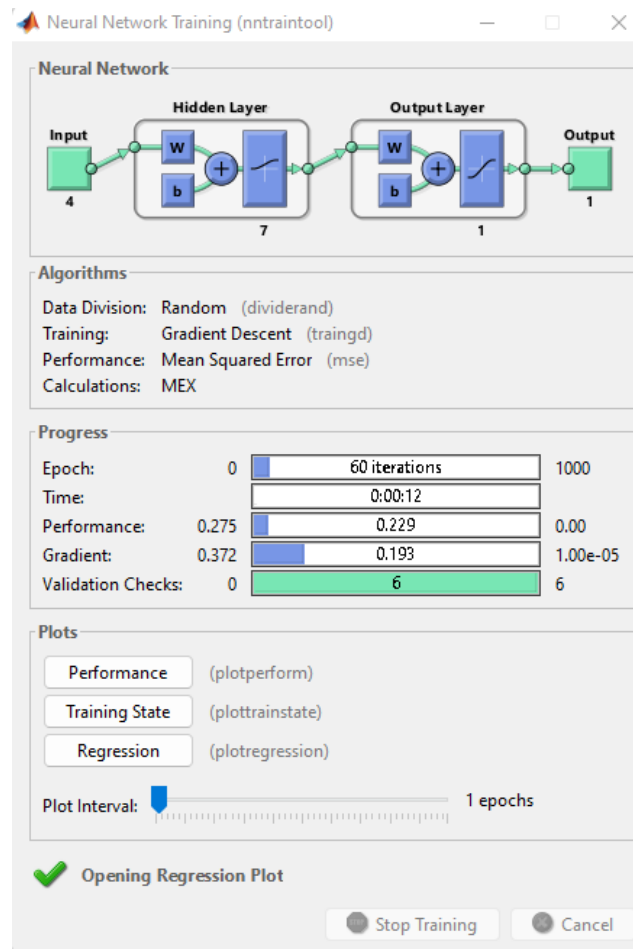 Neural Network Training (nntraintool)
Neural Network
Hidden Layer Output Layer
Input Output
W W
b b
4 7 1 1
Algorithms
Data Division: Random (dividerand)
Training: Gradient Descent (traingd)
Performance: Mean Squared Error (mse)
Calculations: MEX
Progress
Epoch: 0 60 iterations 1000
Time: 0:00:12
Performance: 0.275 0.229 0.00
Gradient: 0.372 0.193 1.00e-05
Validation Checks: 0 6 6
Plots
Performance (plotperform)
Training State (plottrainstate)
Regression (plotregression)
Plot Interval: 1 epochs
Opening Regression Plot
Stop Training Cancel